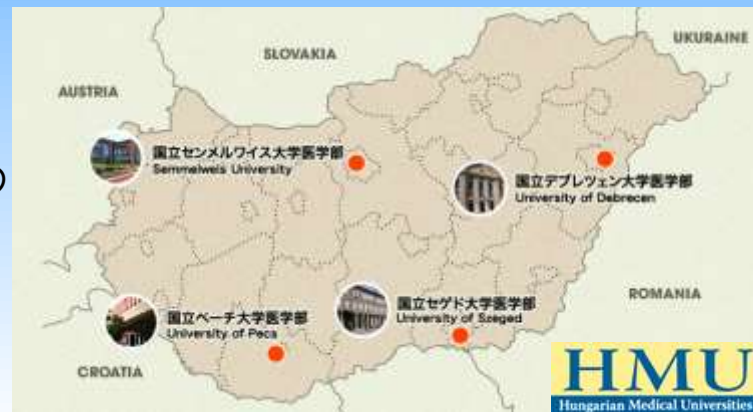 SLOVAKIA
UKURAINE
AUSTRIA
国立センメルワイス大学医学部
Semmelweis University
国立デブレツェン大学医学部
University of Debrecen
の
ROMANIA
国立セゲド大学医学部
University of Szeged
国立ペーチ大学医学部
University of Pecs
CROATIA
HMU
Hungarian Medical Universities